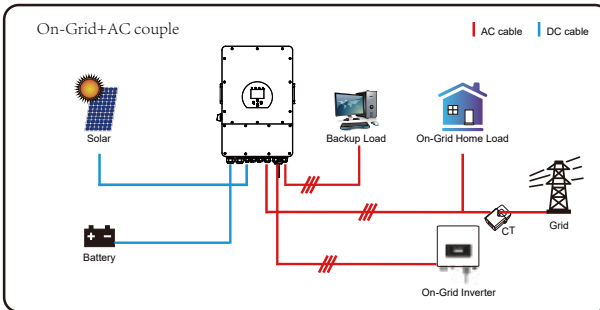 On-Grid+AC couple
AC cable
DC cable
Solar
Backup Load
On-Grid Home Load
CT
Grid
Battery
On-Grid Inverter